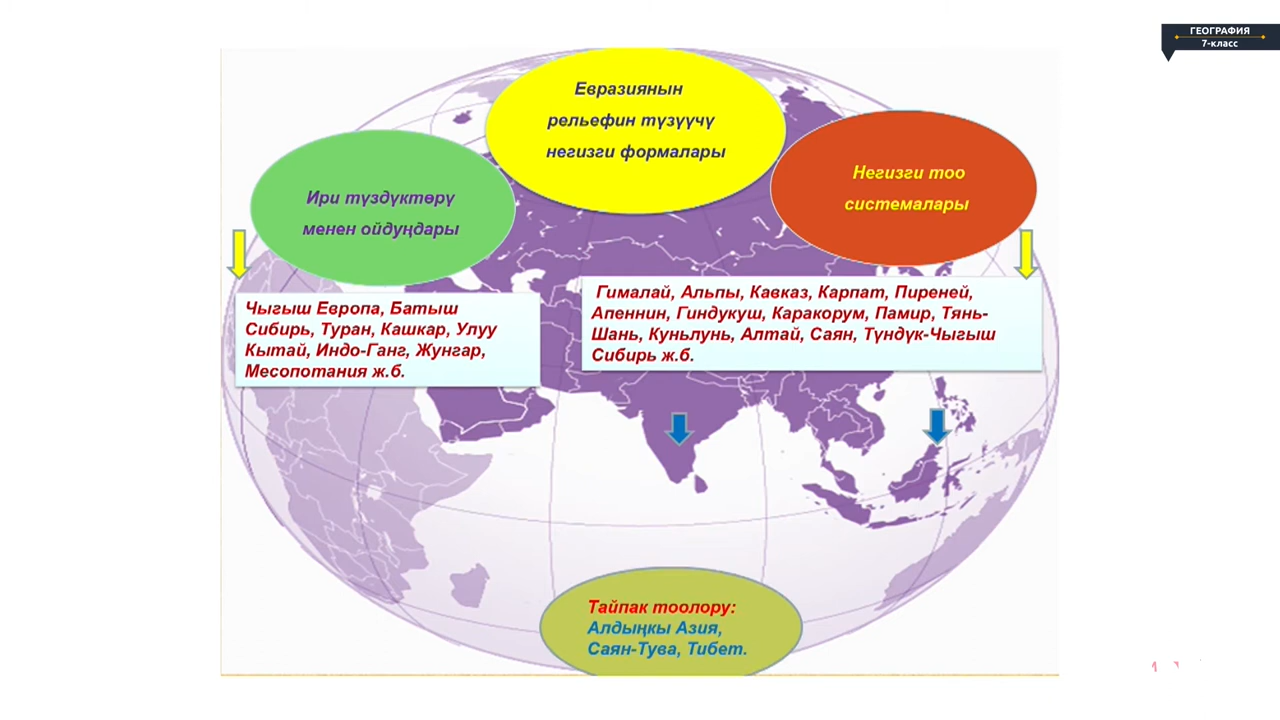 ГЕОГРАФИЯ
7-класс
Евразиянын
рельефин түзүүчү
негизги формалары
Ири түздүктөрү
менен ойдуңдары
Негизги тоо
системалары
Чыгыш Европа, Батыш
Сибирь, Туран, Кашкар, Улуу
Кытай, Индо-Ганг, Жунгар,
Месопотания ж.б.
Гималай, Альпы, Кавказ, Карпат, Пиреней,
Апеннин, Гиндукуш, Каракорум, Памир, Тянь-
Шань, Куньлунь, Алтай, Саян, Түндүк-Чыгыш
Сибирь ж.б.
Тайпак тоолору:
Алдыңкы Азия,
Саян-Тува, Тибет.